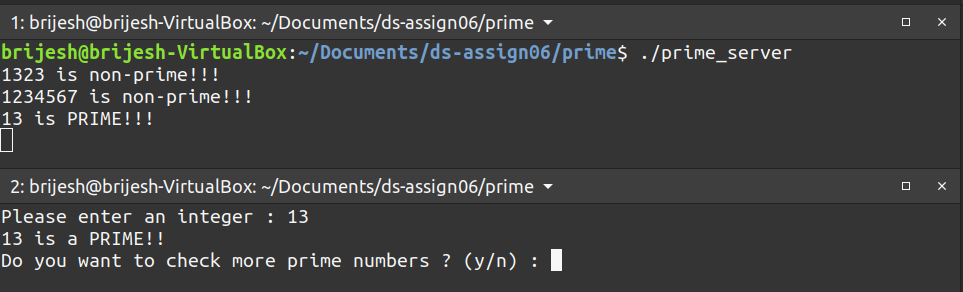 1: brijesh@brijesh-VirtualBox: ~/Documents/ds-assign06/prime
brijesh@brijesh-VirtualBox:~/Documents/ds-assign06/prime$ ./prime_server
1323 is non-prime!!!
1234567 is non-prime!!!
13 is PRIME!!!
2: brijesh@brijesh-VirtualBox: ~/Documents/ds-assign06/prime
Please enter an integer : 13
13 is a PRIME!!
Do you want to check more prime numbers ? (y/n) :